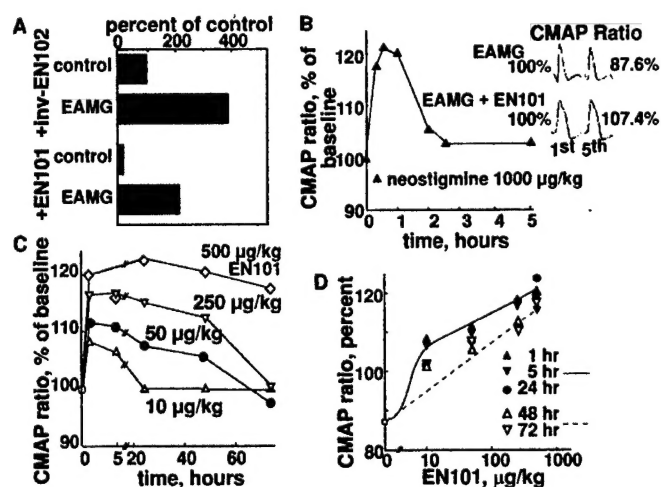 A
percent of control
0 200 400
+EN101 +inv-EN102
control
EAMG
control
EAMG
B
CMAP ratio, % of baseline
120
110
100
90
0 1 2 3 4 5
time, hours
▲ neostigmine 1000 µg/kg
CMAP Ratio
EAMG
100% 87.6%
EAMG + EN101
100% 107.4%
1st 5th
C
CMAP ratio, % of baseline
120
110
100
90
0 5 20 40 60
time, hours
500 µg/kg
EN101
250 µg/kg
50 µg/kg
10 µg/kg
D
CMAP ratio, percent
120
100
80
0 10 100 1000
EN101, µg/kg
▲ 1 hr
▼ 5 hr
● 24 hr
△ 48 hr
▽ 72 hr